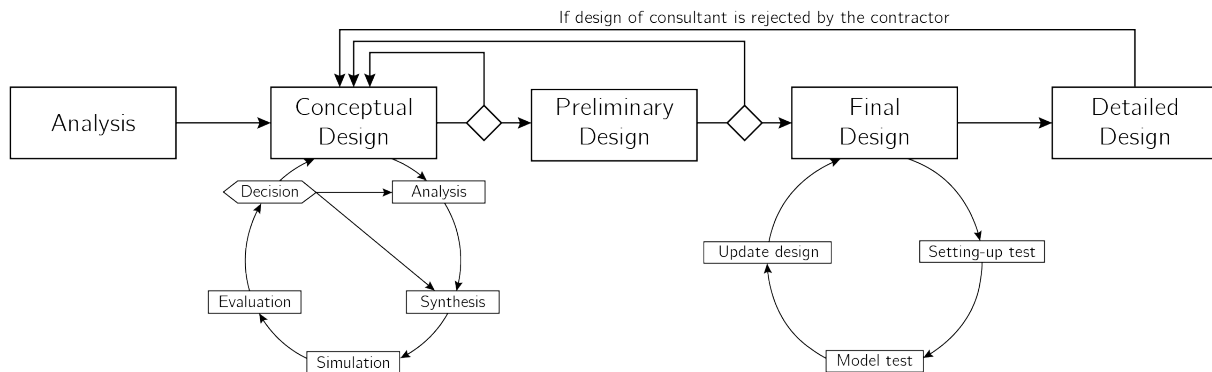 If design of consultant is rejected by the contractor
Analysis
Conceptual
Design
Preliminary
Design
Final
Design
Detailed
Design
Decision
Analysis
Evaluation
Synthesis
Simulation
Update design
Setting-up test
Model test